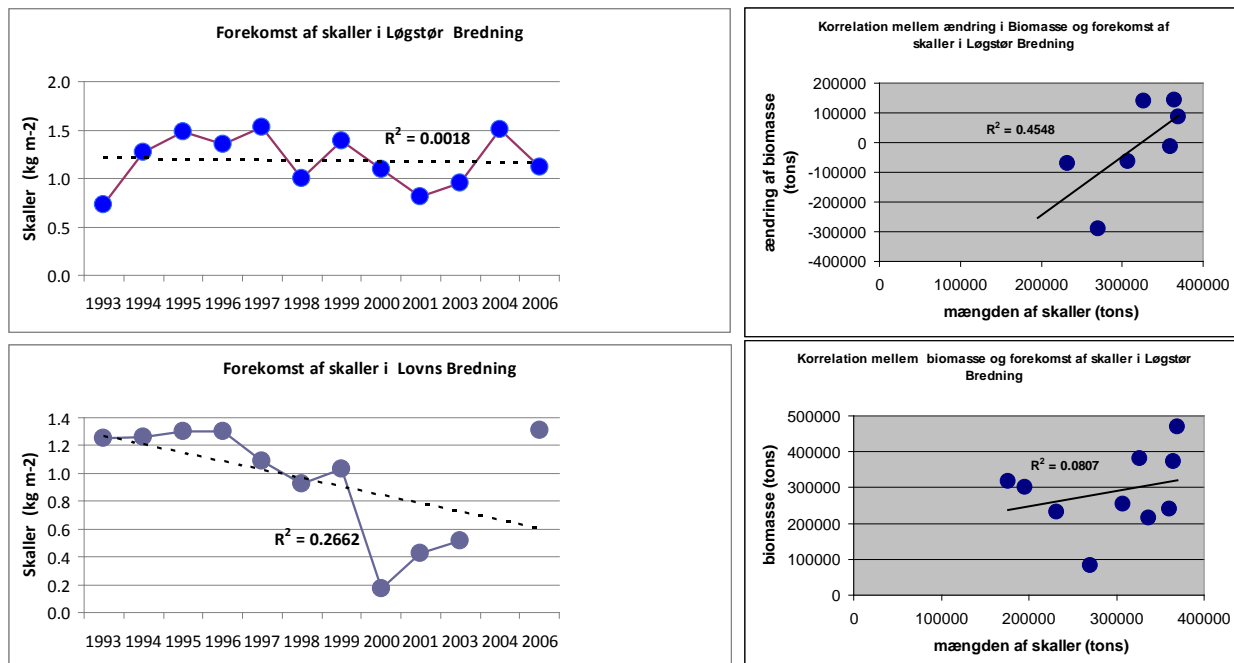 Forekomst af skaller i Løgstør Bredning
Skaller (kg m-2)
2.0
1.5
1.0
0.5
0.0
R² = 0.0018
1993 1994 1995 1996 1997 1998 1999 2000 2001 2003 2004 2006
Korrelation mellem ændring i Biomasse og forekomst af
skaller i Løgstør Bredning
ændring af biomasse
(tons)
200000
100000
0
-100000
-200000
-300000
-400000
R² = 0.4548
0 100000 200000 300000 400000
mængden af skaller (tons)
Forekomst af skaller i Lovns Bredning
Skaller (kg m-2)
1.4
1.2
1.0
0.8
0.6
0.4
0.2
0.0
R² = 0.2662
1993 1994 1995 1996 1997 1998 1999 2000 2001 2003 2004 2006
Korrelation mellem biomasse og forekomst af skaller i Løgstør
Bredning
biomasse (tons)
500000
400000
300000
200000
100000
0
R² = 0.0807
0 100000 200000 300000 400000
mængden af skaller (tons)